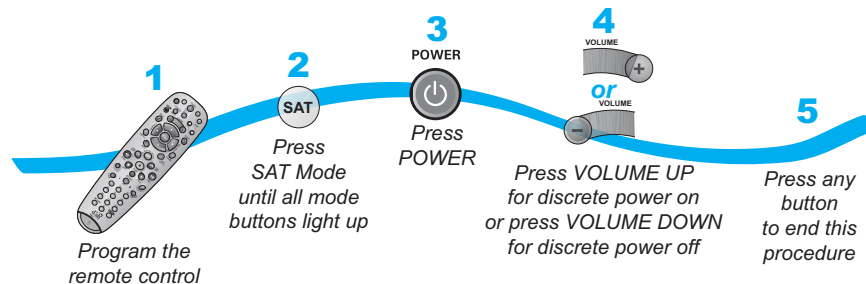 1
Program the
remote control
2
SAT
Press
SAT Mode
until all mode
buttons light up
3
POWER
Press
POWER
4
VOLUME
+
or
VOLUME
-
Press VOLUME UP
for discrete power on
or press VOLUME DOWN
for discrete power off
5
Press any
button
to end this
procedure